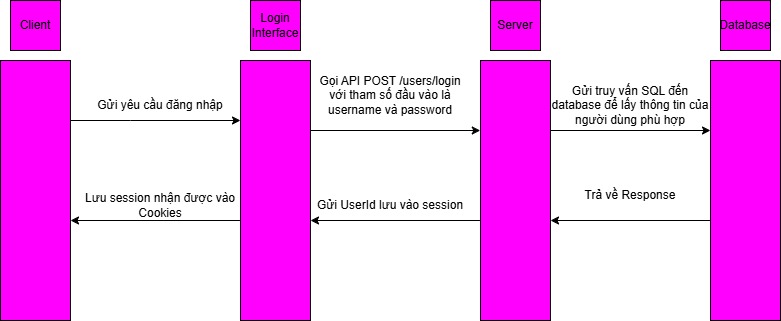 Client
Login
Interface
Server
Database
Gửi yêu cầu đăng nhập
Gọi API POST /users/login
với tham số đầu vào là
username và password
Gửi truy vấn SQL đến
database để lấy thông tin của
người dùng phù hợp
Lưu session nhận được vào
Cookies
Gửi UserId lưu vào session
Trả về Response